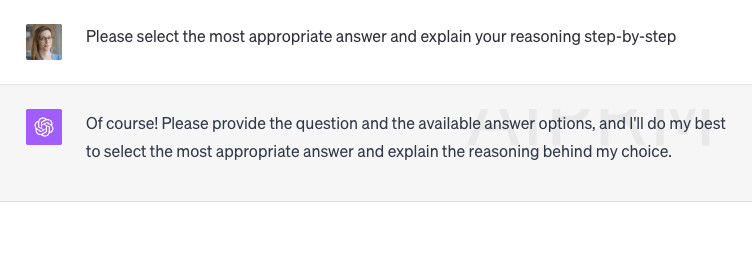 Please select the most appropriate answer and explain your reasoning step-by-step
Of course! Please provide the question and the available answer options, and I'll do my best
to select the most appropriate answer and explain the reasoning behind my choice.
AIPRM